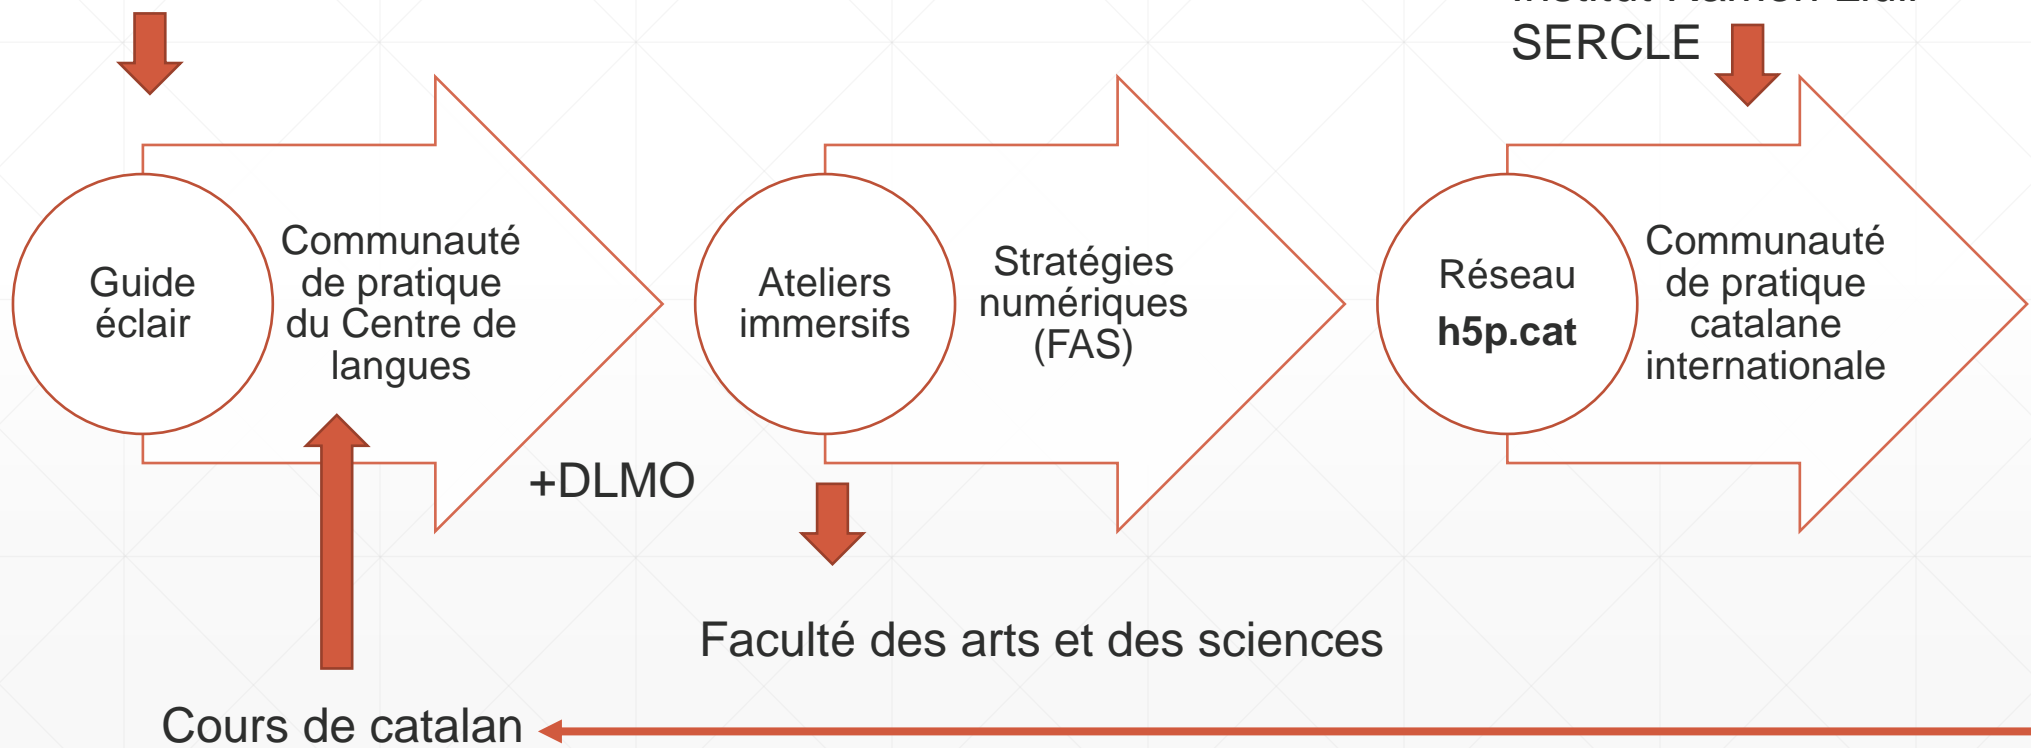 SERCLE
Guide
éclair
Communauté
de pratique
du Centre de
langues
+DLMO
Ateliers
immersifs
Stratégies
numériques
(FAS)
Réseau
h5p.cat
Communauté
de pratique
catalane
internationale
Faculté des arts et des sciences
Cours de catalan